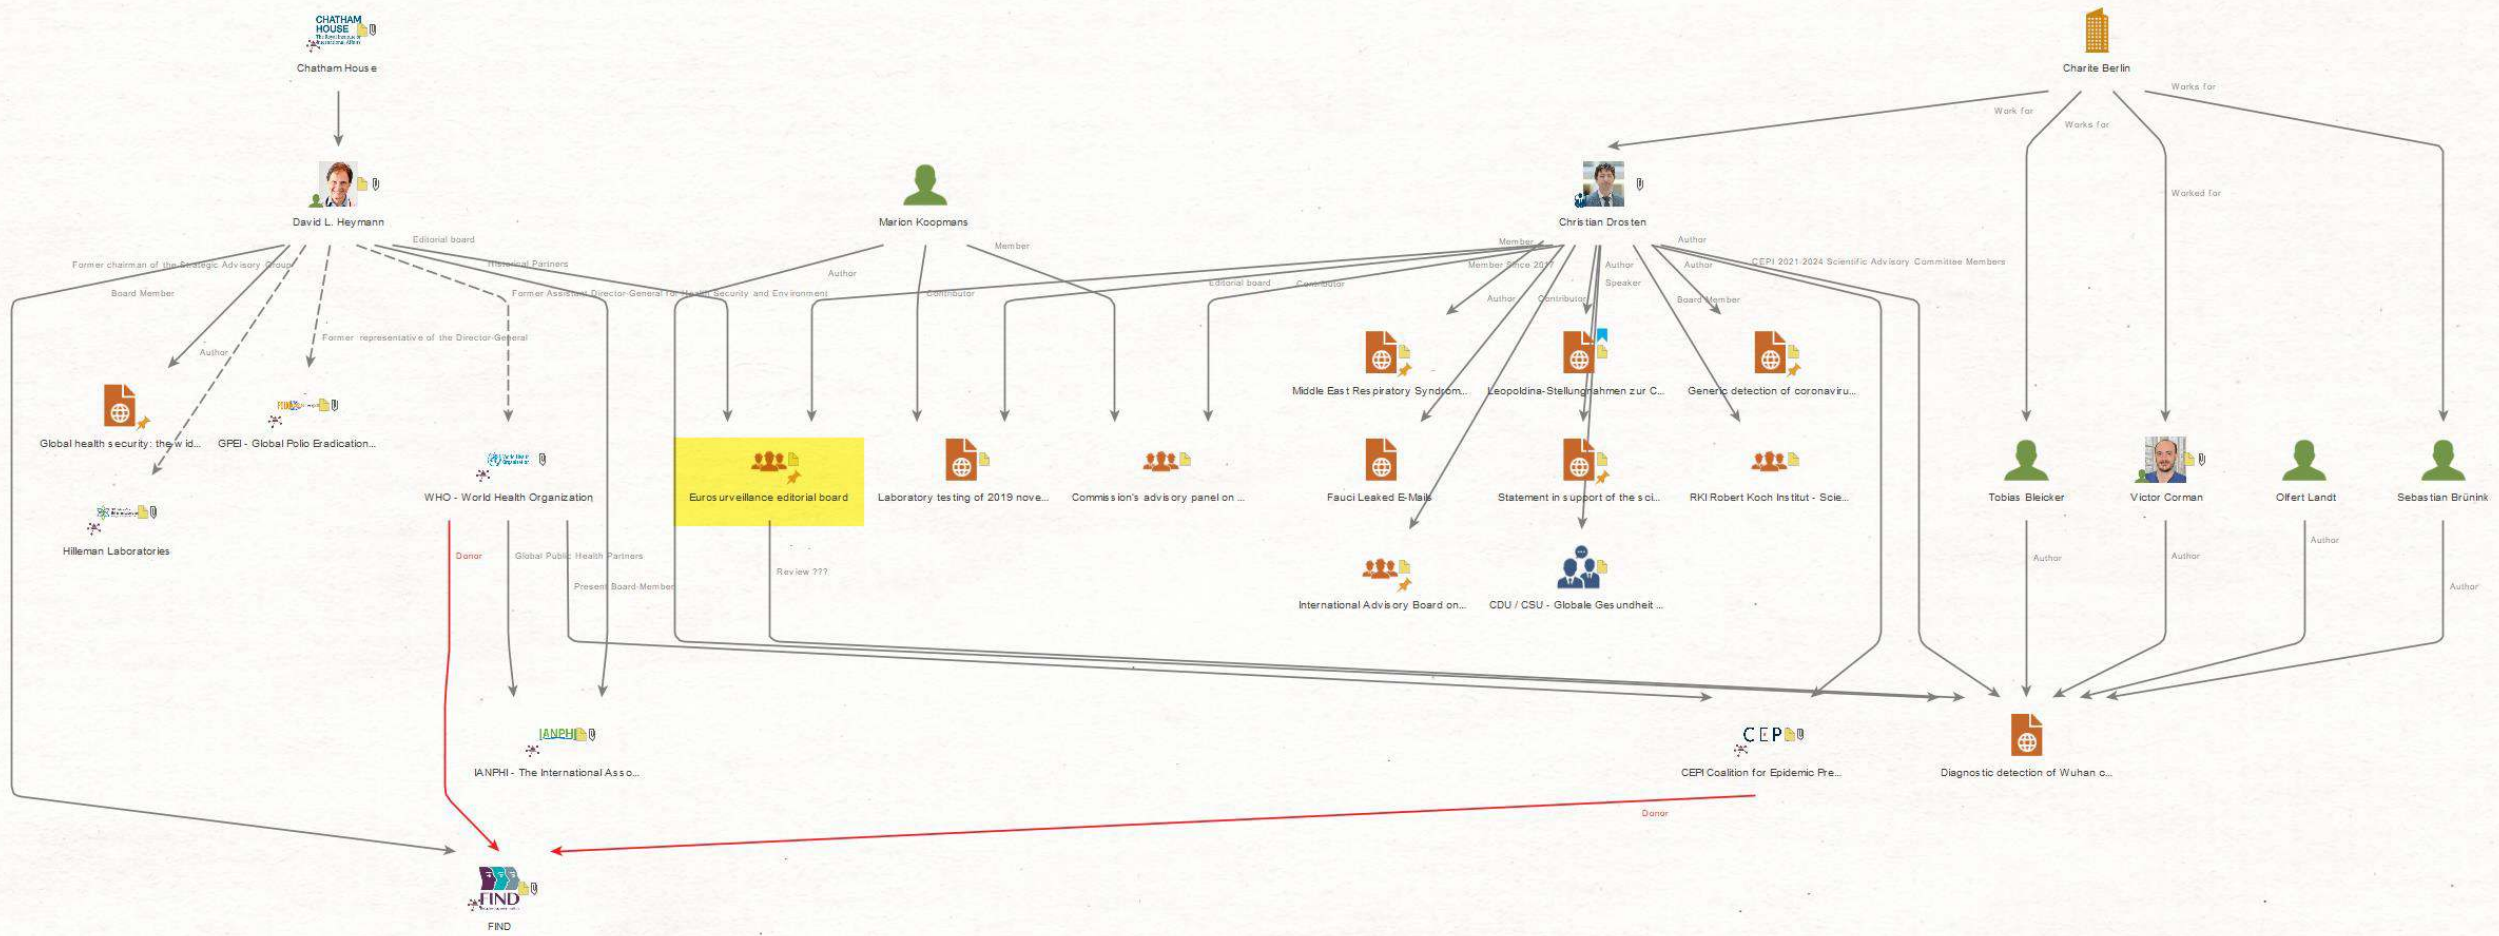 CHATHAM
HOUSE
Chatham House
Charite Berlin
Work for
Works for
Works for
Worked for
David L. Heymann
Marion Koopmans
Christian Drosten
Editorial board
Former chairman of the Strategic Advisory Group
Historical Partners
Board Member
Former Assistant Director-General for Health Security and Environment
Former representative of the Director-General
Author
Member
Author
Contributor
Member
Member Since 2017
Editorial board
Contributor
Author
Contributor
Author
Speaker
Author
Author
Board Member
CEPI 2021-2024 Scientific Advisory Committee Members
Middle East Respiratory Syndrom...
Leopoldina-Stellungnahmen zur C...
Generic detection of coronaviru...
Global health security: the wid...
GPEI - Global Polio Eradication...
WHO - World Health Organization
Eurosurveillance editorial board
Laboratory testing of 2019 nove...
Commission's advisory panel on ...
Fauci Leaked E-Mails
Statement in support of the sci...
RKI Robert Koch Institut - Scie...
Tobias Bleicker
Victor Corman
Olfert Landt
Sebastian Brünink
Hilleman Laboratories
Donor
Global Public Health Partners
Present Board-Member
Review ???
International Advisory Board on...
CDU / CSU - Globale Gesundheit ...
Author
Author
Author
Author
IANPHI
IANPHI - The International Asso...
CEPI
CEPI Coalition for Epidemic Pre...
Diagnostic detection of Wuhan c...
Donor
FIND
FIND